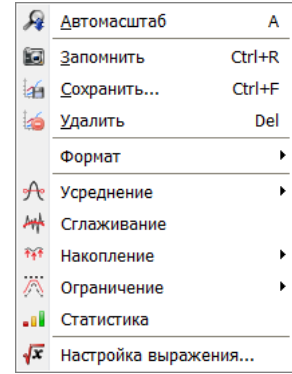 Автомасштаб A
Запомнить Ctrl+R
Сохранить... Ctrl+F
Удалить Del
Формат
Усреднение
Сглаживание
Накопление
Ограничение
Статистика
Настройка выражения...